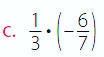 c. 1/3 · (−6/7)